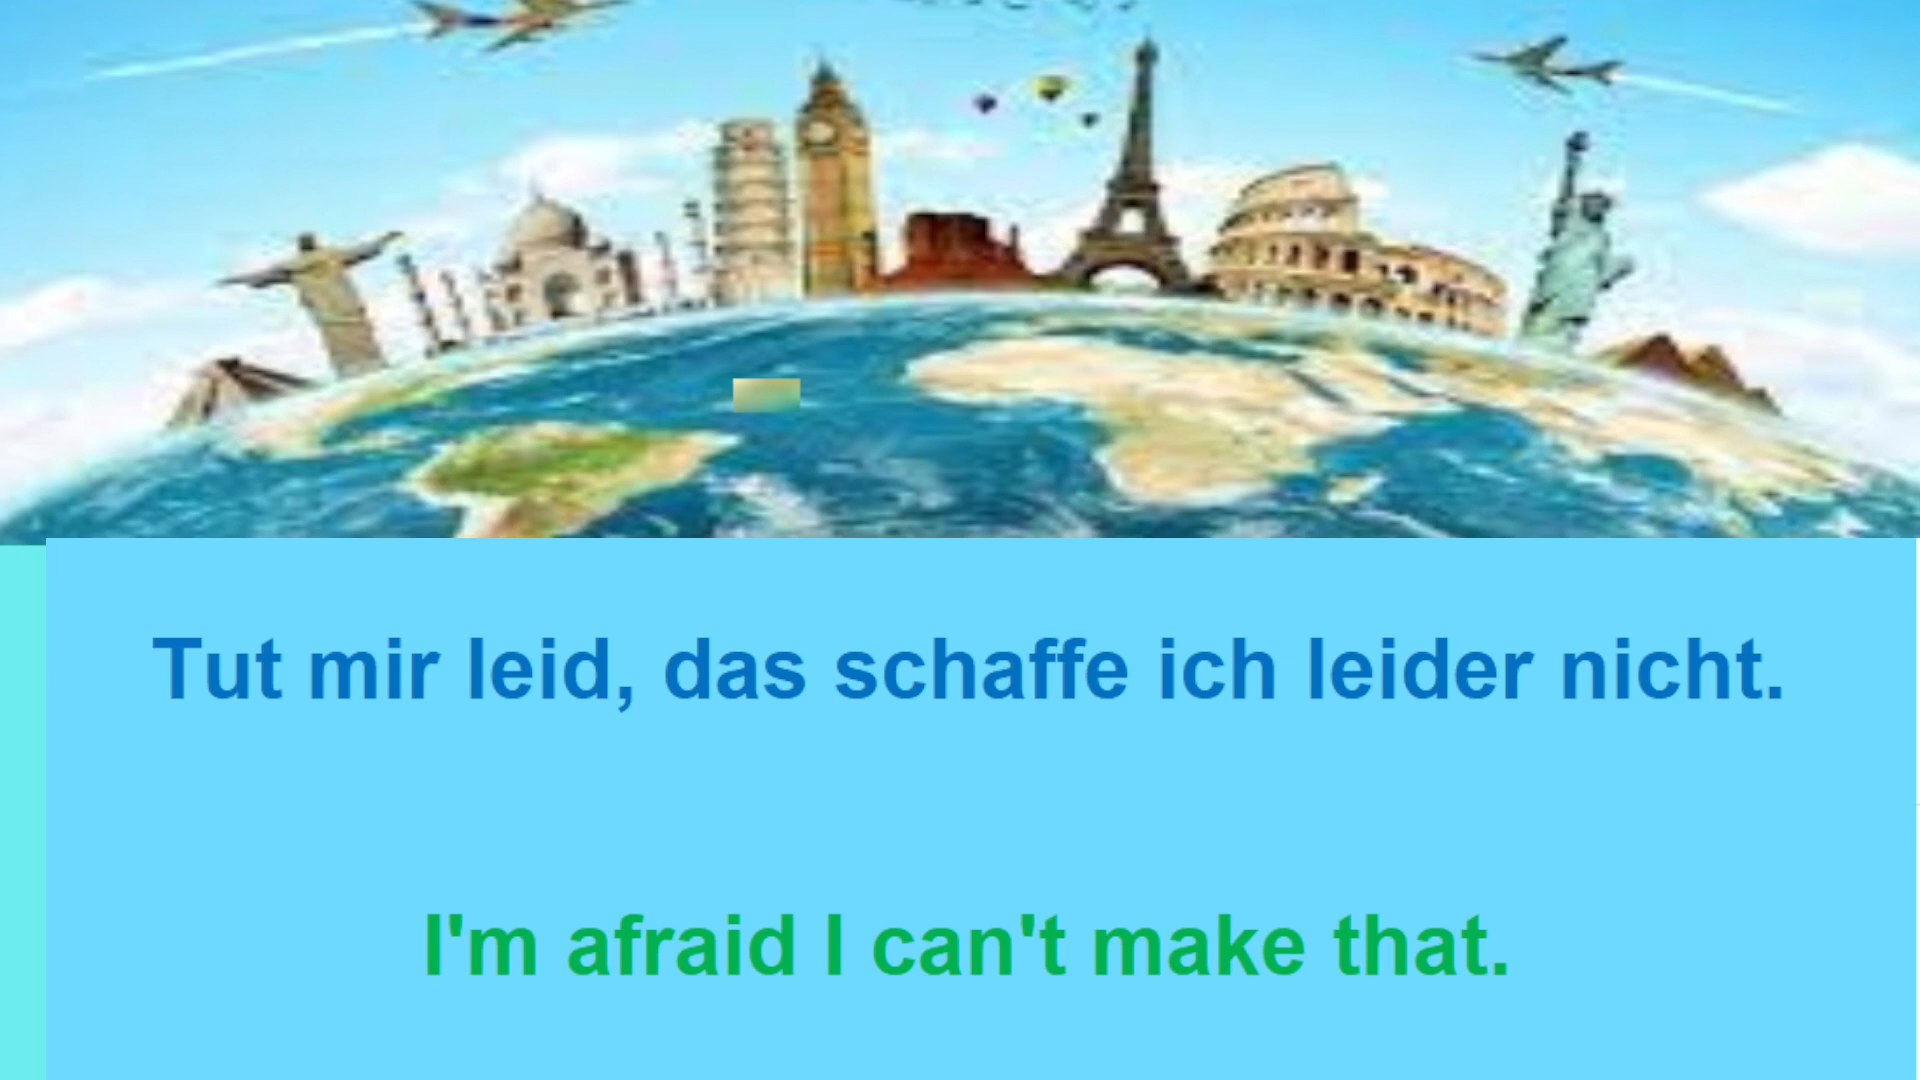 Tut mir leid, das schaffe ich leider nicht.
I'm afraid I can't make that.